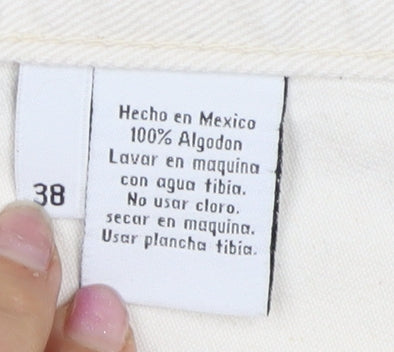 38
Hecho en Mexico
100% Algodon
Lavar en maquina
con agua tibia.
No usar cloro.
secar en maquina.
Usar plancha tibia.